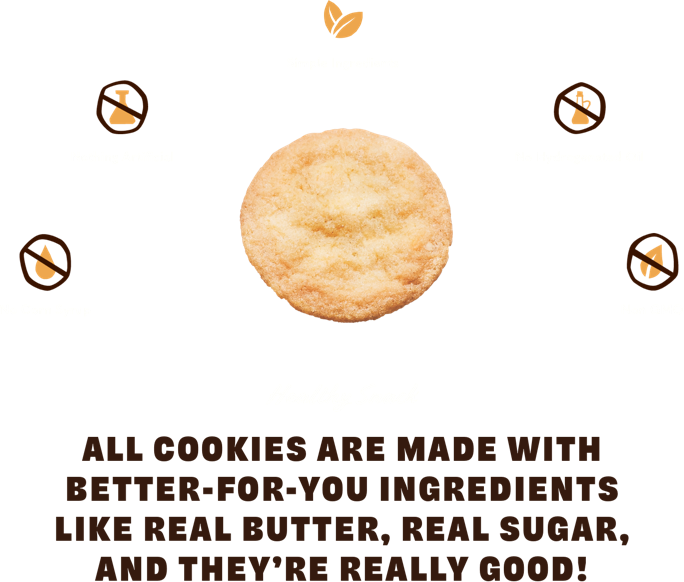 ALL COOKIES ARE MADE WITH
BETTER-FOR-YOU INGREDIENTS
LIKE REAL BUTTER, REAL SUGAR,
AND THEY’RE REALLY GOOD!